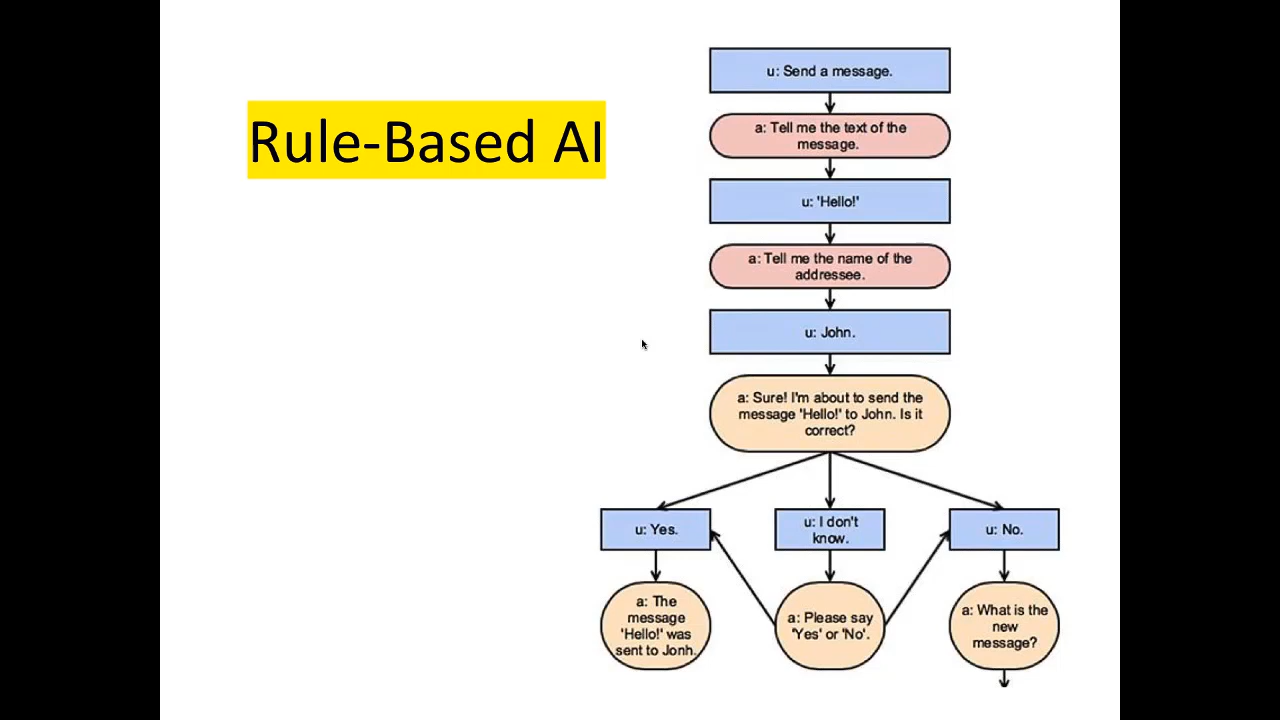 Rule-Based AI
u: Send a message.
a: Tell me the text of the
message.
u: 'Hello!'
a: Tell me the name of the
addressee.
u: John.
a: Sure! I'm about to send the
message 'Hello!' to John. Is it
correct?
u: Yes.
u: I don't
know.
u: No.
a: The
message
'Hello!' was
sent to Jonh.
a: Please say
'Yes' or 'No'.
a: What is the
new
message?